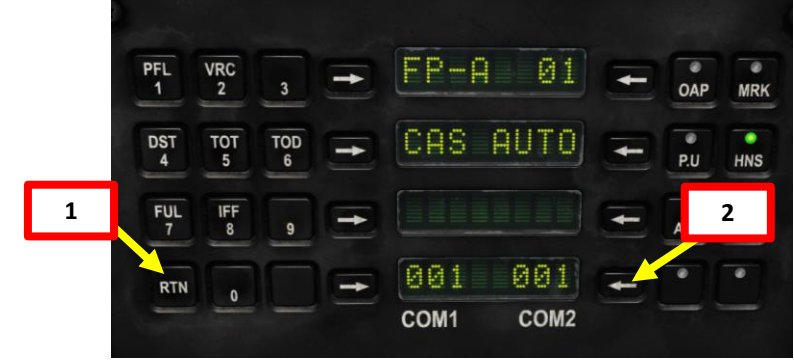 PFL 1 VRC 2 3 FP-A 01 OAP MRK
DST 4 TOT 5 TOD 6 CAS AUTO P.U HNS
1 FUL 7 IFF 8 9 A 2
RTN 0 001 001
COM1 COM2